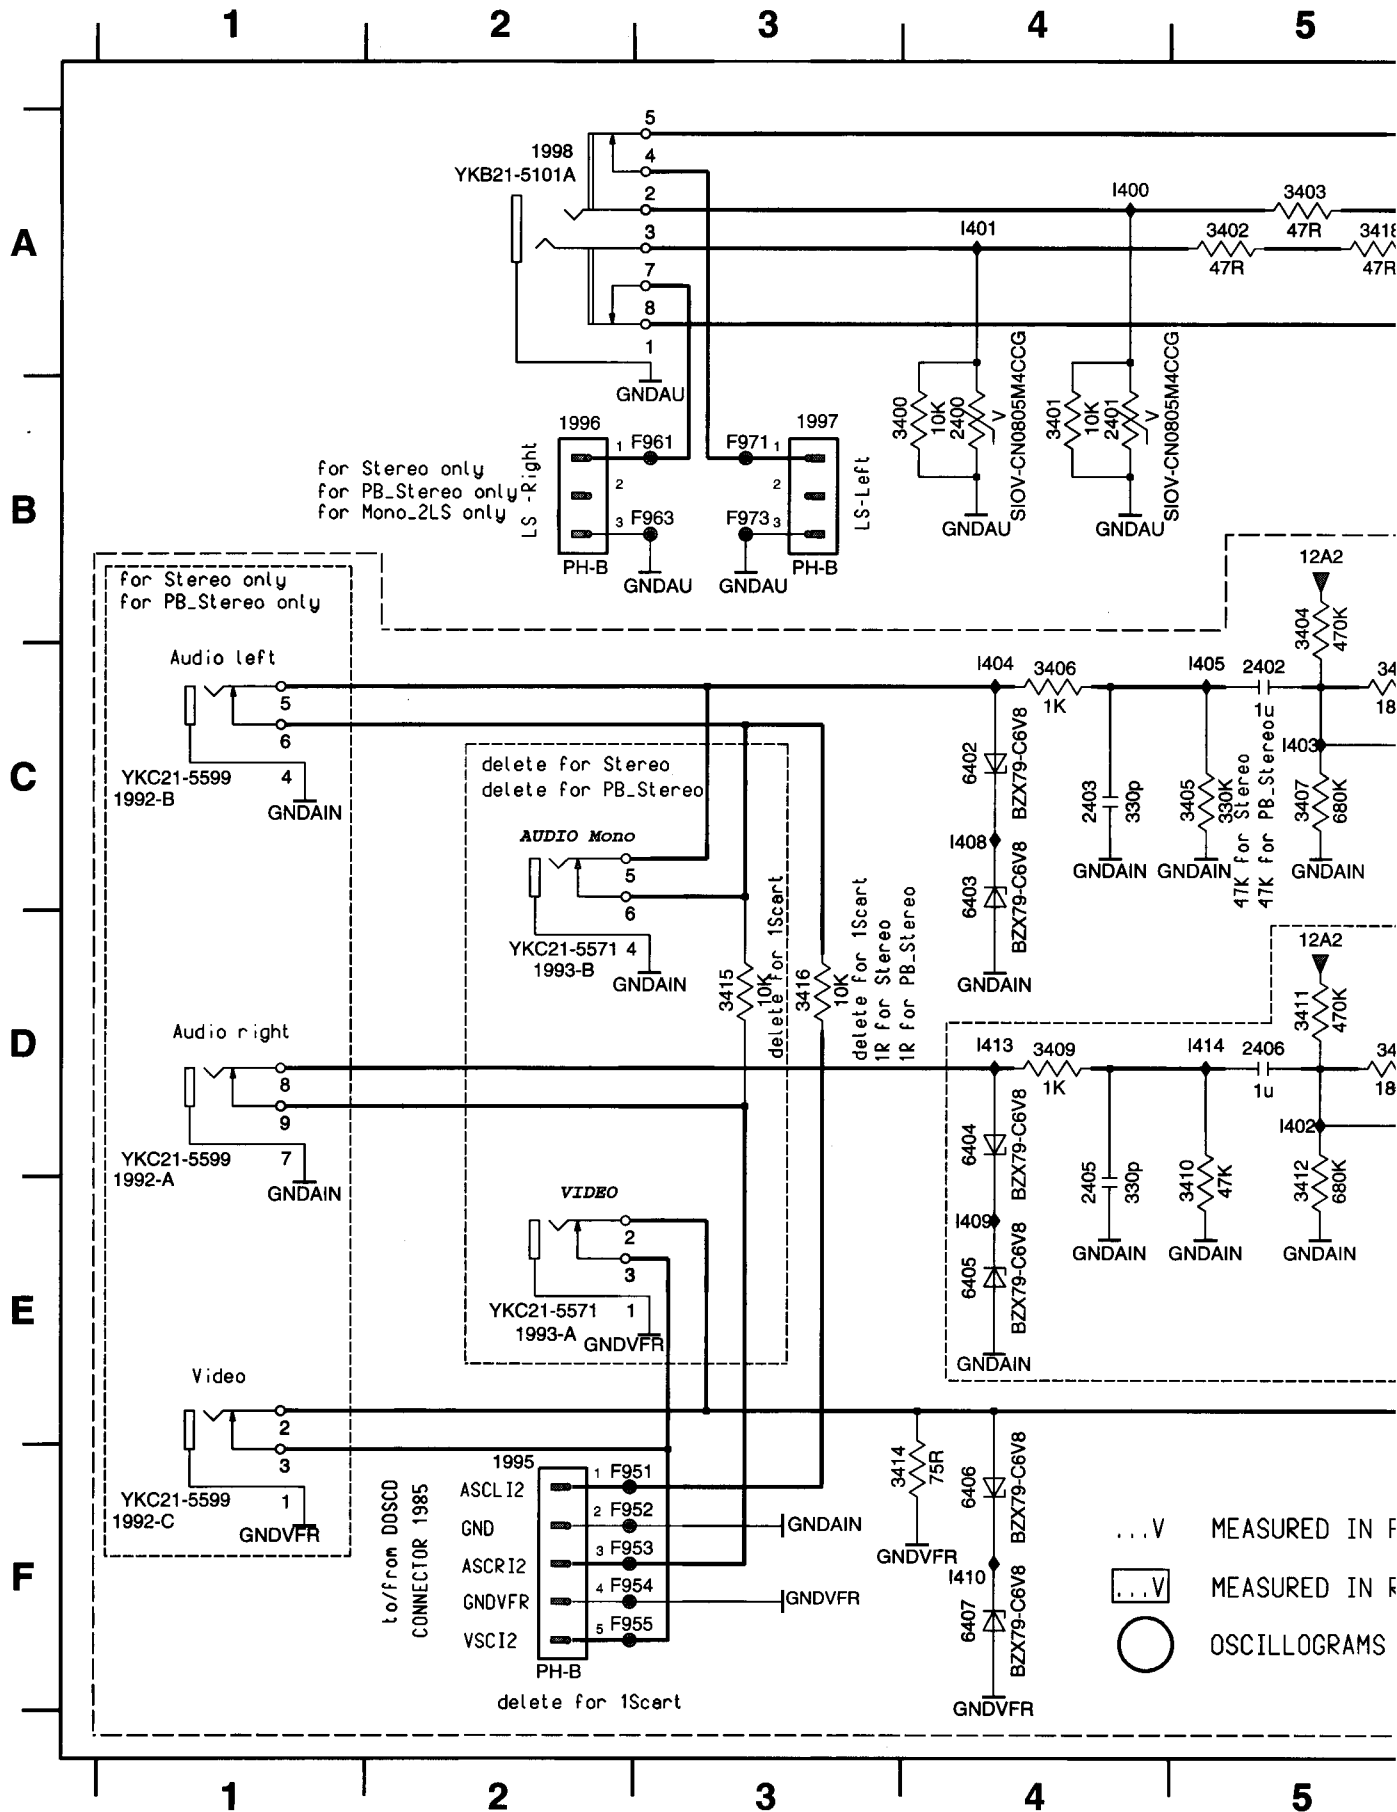 1 2 3 4 5
5
1998
YKB21-5101A
4
2
3
7
8
1
GNDAU
I400
I401
3403
47R
3402
47R
3418
47R
A
3400
10K
2400
V
SIOV-CN0805M4CCG
GNDAU
3401
10K
2401
V
SIOV-CN0805M4CCG
GNDAU
B
for Stereo only
for PB_Stereo only
for Mono_2LS only
LS -Right
1996
1 F961
2
3 F963
PH-B
GNDAU
1997
F971 1
2
F973 3
PH-B
GNDAU
LS-Left
for Stereo only
for PB_Stereo only
12A2
3404
470K
Audio left
5
6
4
YKC21-5599
1992-B
GNDAIN
C
delete for Stereo
delete for PB_Stereo
AUDIO Mono
5
6
YKC21-5571 4
1993-B
GNDAIN
I404
3406
1K
I405
2402
1u
34
18
6402
BZX79-C6V8
I408
6403
BZX79-C6V8
GNDAIN
2403
330p
GNDAIN
3405
330K
47K for Stereo
47K for PB_Stereo
GNDAIN
I403
3407
680K
GNDAIN
3415
10K
delete for 1Scart
3416
10K
delete for 1Scart
1R for Stereo
1R for PB_Stereo
12A2
3411
470K
D
Audio right
8
9
7
YKC21-5599
1992-A
GNDAIN
I413
3409
1K
I414
2406
1u
34
18
6404
BZX79-C6V8
I409
6405
BZX79-C6V8
GNDAIN
2405
330p
GNDAIN
3410
47K
GNDAIN
I402
3412
680K
GNDAIN
E
VIDEO
2
3
YKC21-5571 1
1993-A
GNDVFR
Video
2
3
1
YKC21-5599
1992-C
GNDVFR
F
to/from DOSCD
CONNECTOR 1985
1995
ASCLI2 1 F951
GND 2 F952 GNDAIN
ASCRI2 3 F953
GNDVFR 4 F954 GNDVFR
VSCI2 5 F955
PH-B
delete for 1Scart
3414
75R
GNDVFR
6406
BZX79-C6V8
I410
6407
BZX79-C6V8
GNDVFR
...V MEASURED IN
...V MEASURED IN
OSCILLOGRAMS
1 2 3 4 5